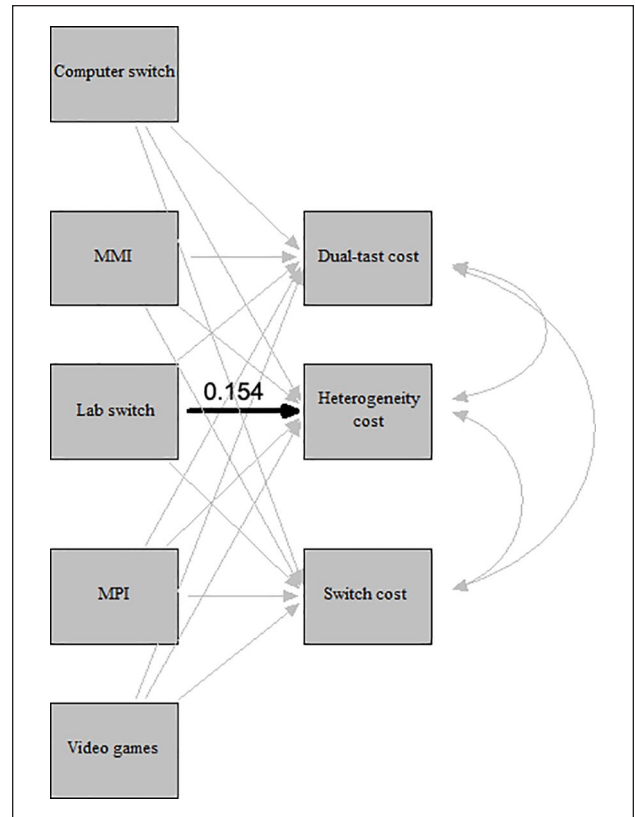 Computer switch
MMI
Dual-tast cost
Lab switch
0.154
Heterogeneity
cost
MPI
Switch cost
Video games